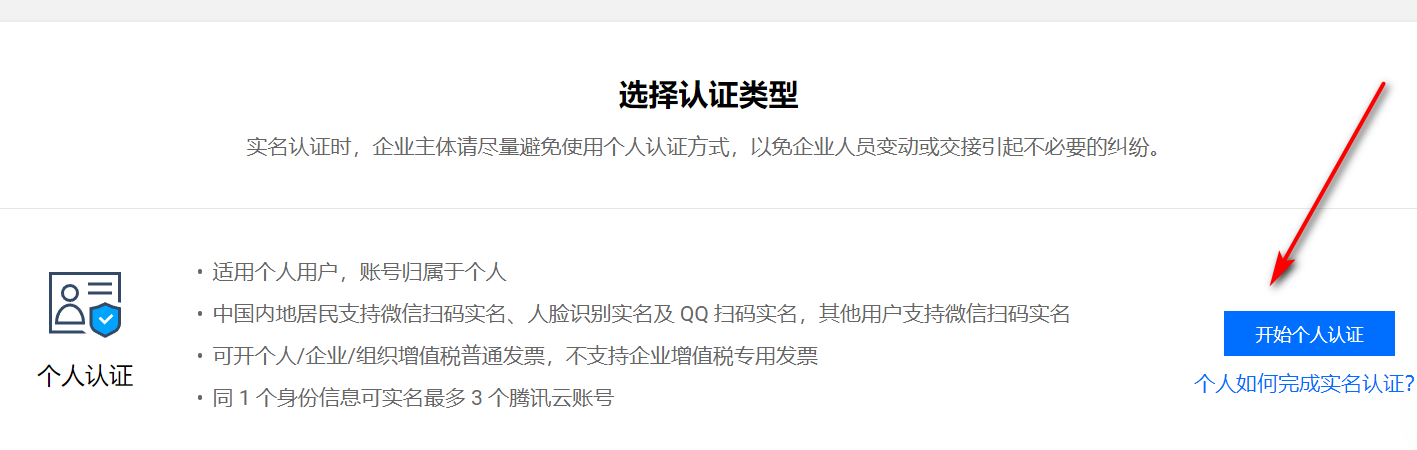 选择认证类型
实名认证时，企业主体请尽量避免使用个人认证方式，以免企业人员变动或交接引起不必要的纠纷。
• 适用个人用户，账号归属于个人
• 中国内地居民支持微信扫码实名、人脸识别实名及 QQ 扫码实名，其他用户支持微信扫码实名
• 可开个人/企业/组织增值税普通发票，不支持企业增值税专用发票
• 同 1 个身份信息可实名最多 3 个腾讯云账号
个人认证
开始个人认证
个人如何完成实名认证？